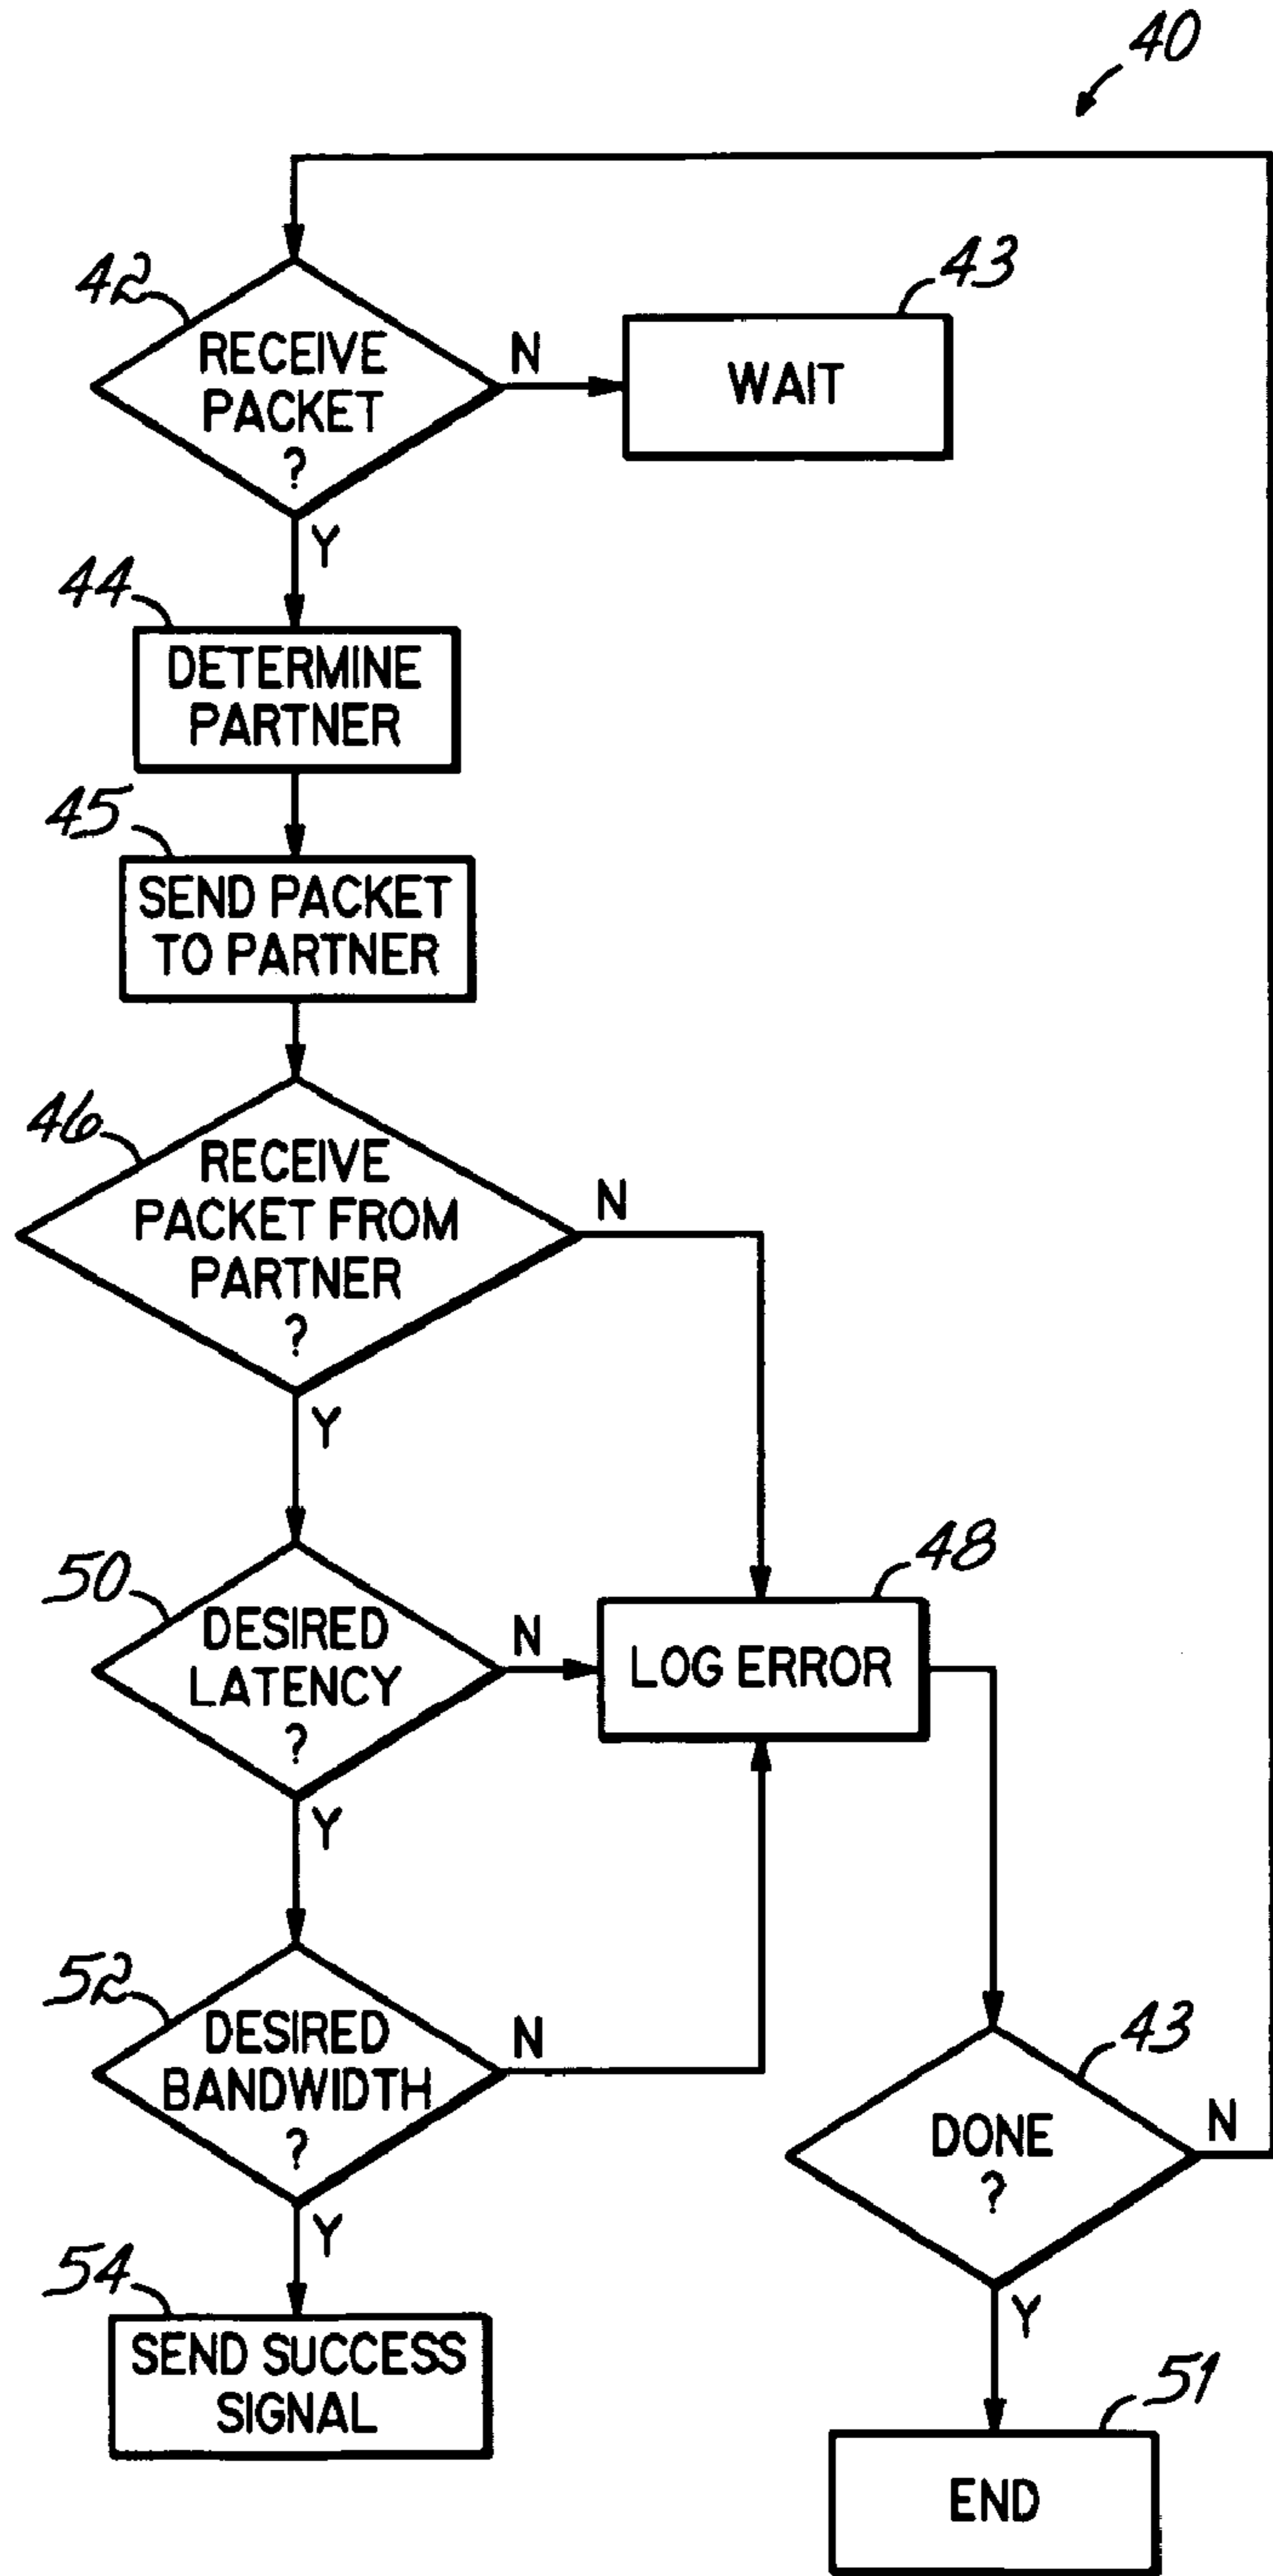 40
42
RECEIVE
PACKET
?
N
43
WAIT
Y
44
DETERMINE
PARTNER
45
SEND PACKET
TO PARTNER
46
RECEIVE
PACKET FROM
PARTNER
?
N
Y
50
DESIRED
LATENCY
?
N
48
LOG ERROR
Y
52
DESIRED
BANDWIDTH
?
N
43
DONE
?
N
Y
54
SEND SUCCESS
SIGNAL
Y
51
END